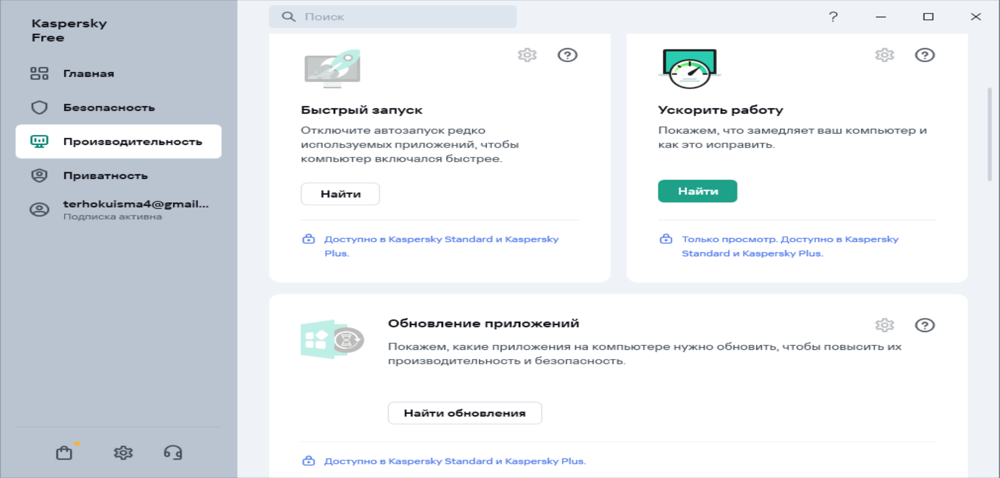 Kaspersky
Free
Главная
Безопасность
Производительность
Приватность
terhokuisma4@gmail...
Подписка активна
Поиск
?
Быстрый запуск
Отключите автозапуск редко
используемых приложений, чтобы
компьютер включался быстрее.
Найти
Доступно в Kaspersky Standard и Kaspersky
Plus.
Ускорить работу
Покажем, что замедляет ваш компьютер и
как это исправить.
Найти
Только просмотр. Доступно в Kaspersky
Standard и Kaspersky Plus.
Обновление приложений
Покажем, какие приложения на компьютере нужно обновить, чтобы повысить их
производительность и безопасность.
Найти обновления
Доступно в Kaspersky Standard и Kaspersky Plus.